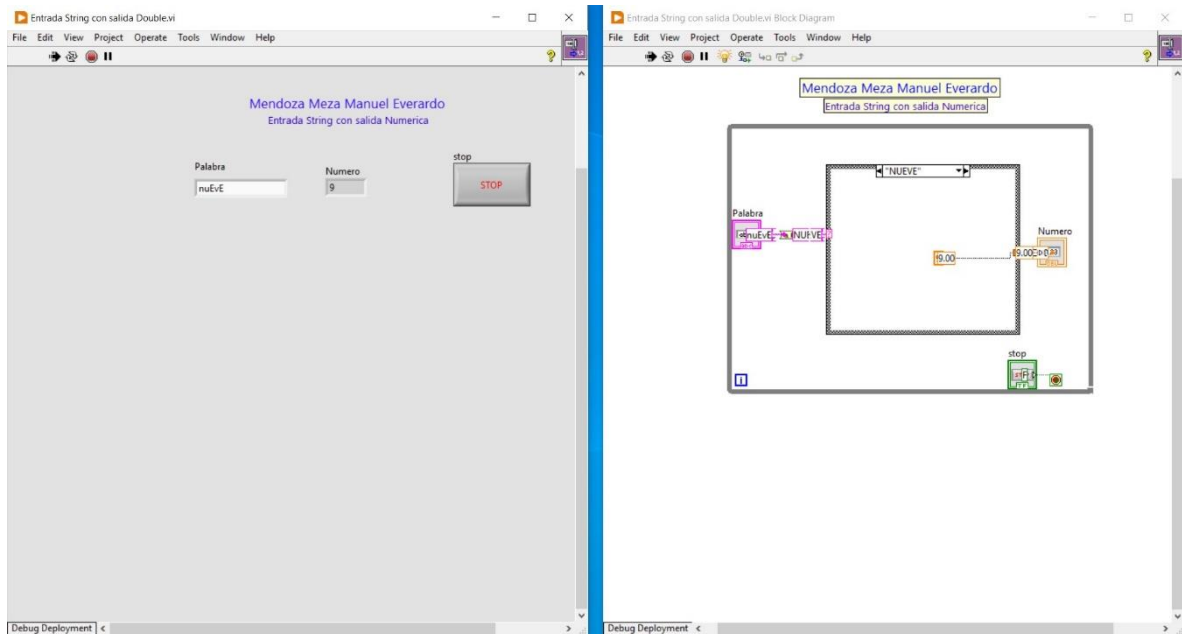 Entrada String con salida Double.vi
File Edit View Project Operate Tools Window Help
Mendoza Meza Manuel Everardo
Entrada String con salida Numerica
Palabra
nuEvE
Numero
9
stop
STOP
Debug Deployment
Entrada String con salida Double.vi Block Diagram
File Edit View Project Operate Tools Window Help
Mendoza Meza Manuel Everardo
Entrada String con salida Numerica
"NUEVE"
Palabra
nuEvE
NUEVE
9.00
Numero
9.00
stop
i
Debug Deployment